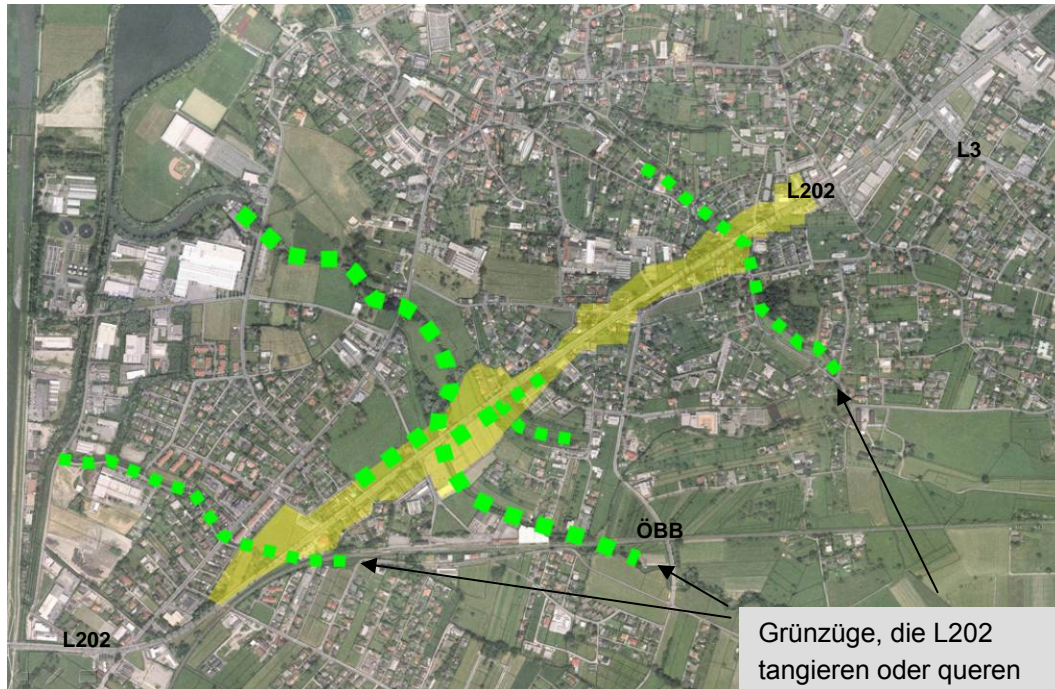 L3
L202
ÖBB
L202
Grünzüge, die L202
tangieren oder queren